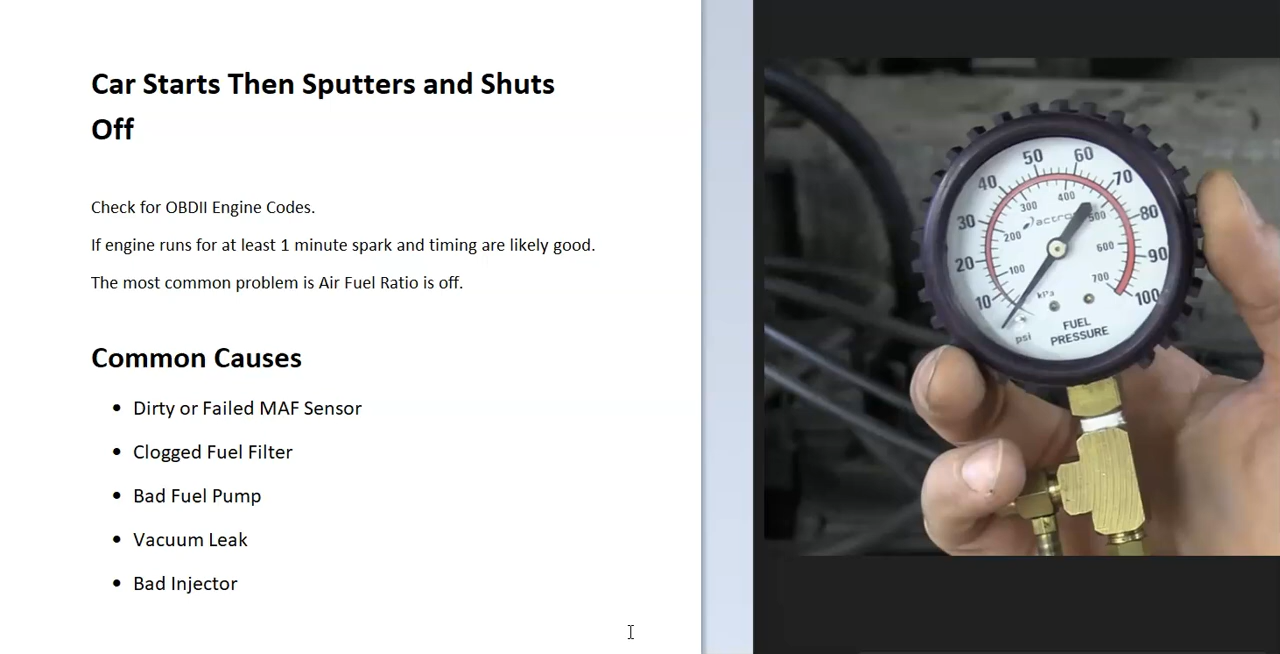 Car Starts Then Sputters and Shuts
Off
Check for OBDII Engine Codes.
If engine runs for at least 1 minute spark and timing are likely good.
The most common problem is Air Fuel Ratio is off.
Common Causes
• Dirty or Failed MAF Sensor
• Clogged Fuel Filter
• Bad Fuel Pump
• Vacuum Leak
• Bad Injector
10
20
30
40
50
60
70
80
90
100
100
200
300
400
500
600
700
kPa
psi
FUEL
PRESSURE